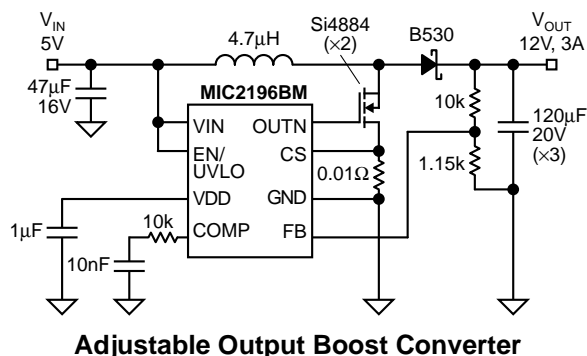 VIN
5V
47µF
16V
4.7µH
Si4884
(×2)
B530
VOUT
12V, 3A
MIC2196BM
VIN
EN/
UVLO
VDD
COMP
OUTN
CS
GND
FB
0.01Ω
10k
1.15k
120µF
20V
(×3)
1µF
10k
10nF
Adjustable Output Boost Converter